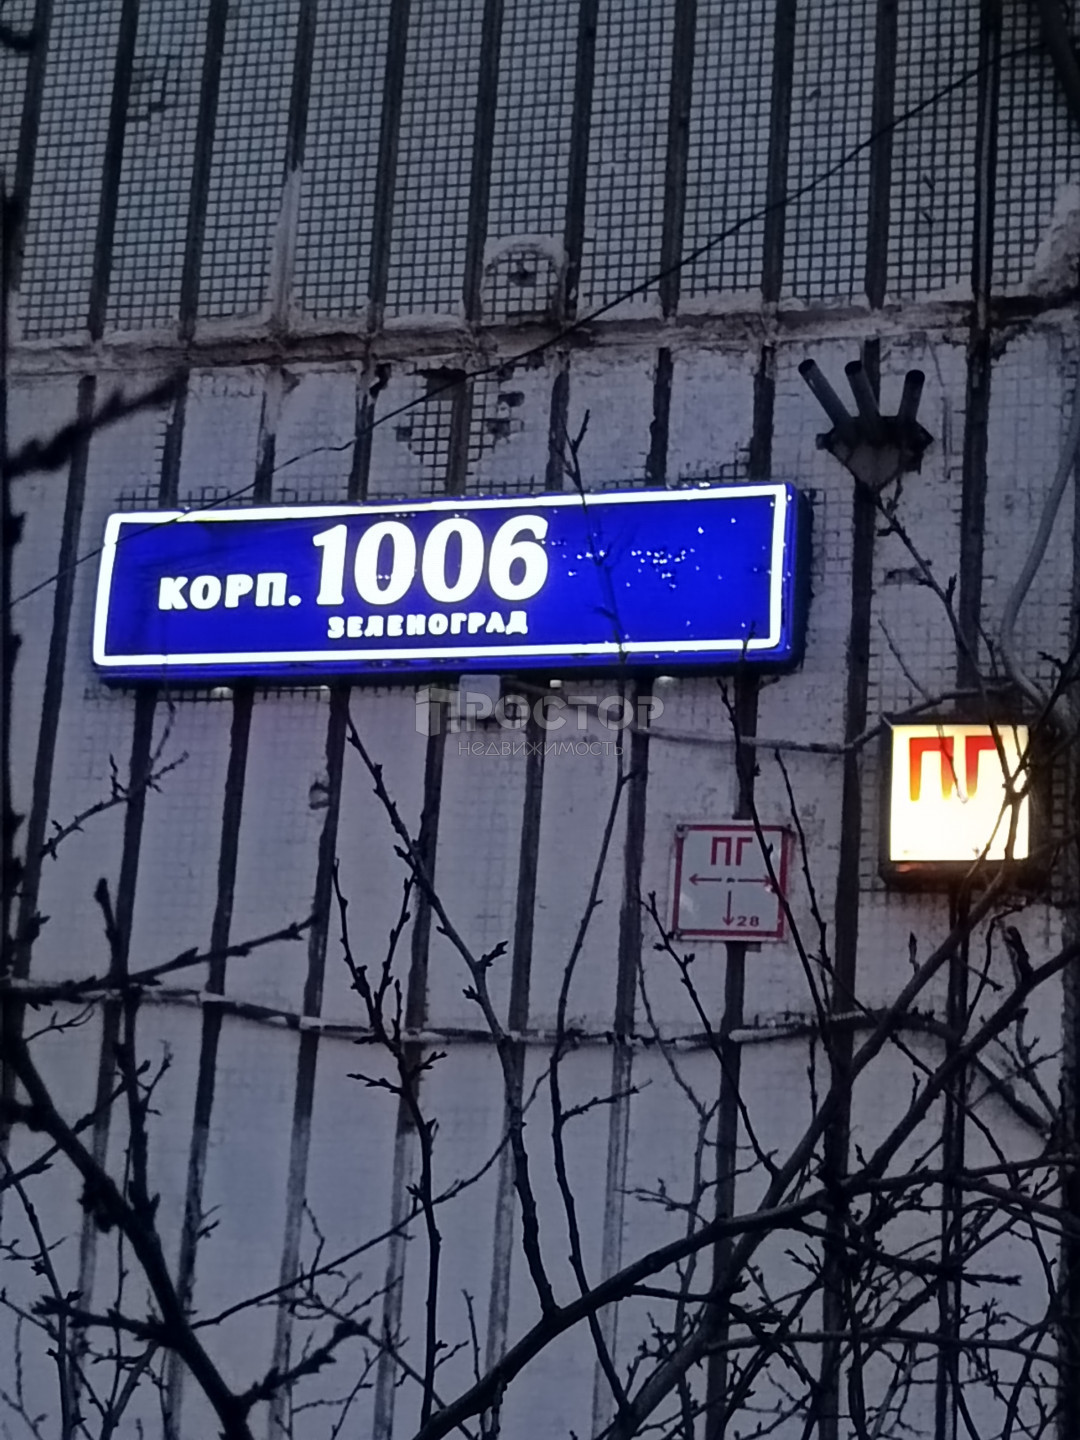 КОРП. 1006
ЗЕЛЕНОГРАД
ПРОСТОР
недвижимость
ПГ
ПГ
28